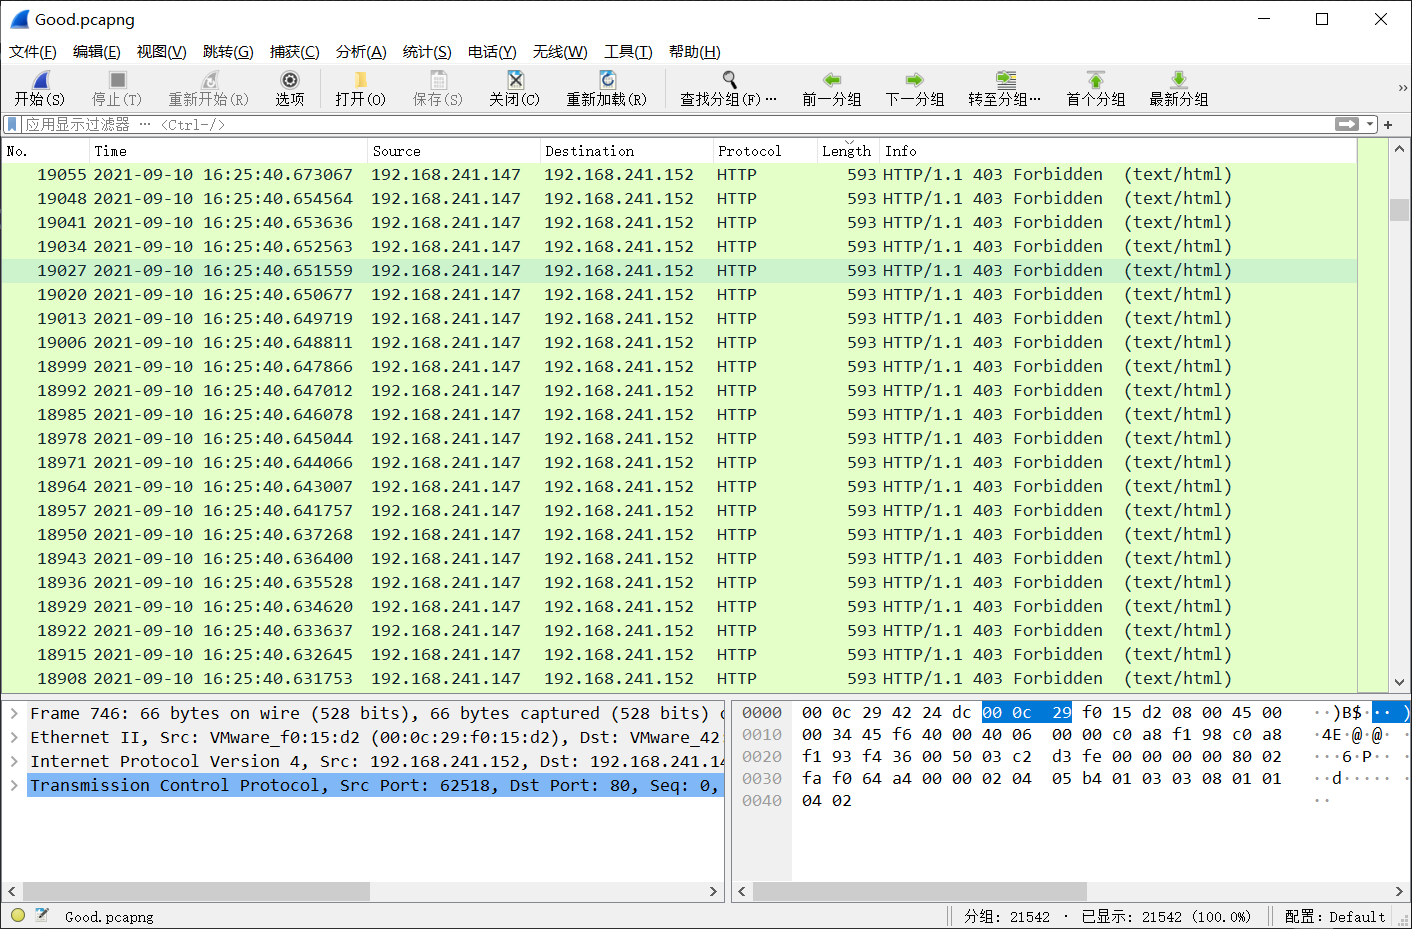 Good.pcapng
文件(F) 编辑(E) 视图(V) 跳转(G) 捕获(C) 分析(A) 统计(S) 电话(Y) 无线(W) 工具(T) 帮助(H)
开始(S) 停止(T) 重新开始(R) 选项 打开(O) 保存(S) 关闭(C) 重新加载(R) 查找分组(F)… 前一分组 下一分组 转至分组… 首个分组 最新分组
应用显示过滤器 … <Ctrl-/>
No. Time Source Destination Protocol Length Info
19055 2021-09-10 16:25:40.673067 192.168.241.147 192.168.241.152 HTTP 593 HTTP/1.1 403 Forbidden (text/html)
19048 2021-09-10 16:25:40.654564 192.168.241.147 192.168.241.152 HTTP 593 HTTP/1.1 403 Forbidden (text/html)
19041 2021-09-10 16:25:40.653636 192.168.241.147 192.168.241.152 HTTP 593 HTTP/1.1 403 Forbidden (text/html)
19034 2021-09-10 16:25:40.652563 192.168.241.147 192.168.241.152 HTTP 593 HTTP/1.1 403 Forbidden (text/html)
19027 2021-09-10 16:25:40.651559 192.168.241.147 192.168.241.152 HTTP 593 HTTP/1.1 403 Forbidden (text/html)
19020 2021-09-10 16:25:40.650677 192.168.241.147 192.168.241.152 HTTP 593 HTTP/1.1 403 Forbidden (text/html)
19013 2021-09-10 16:25:40.649719 192.168.241.147 192.168.241.152 HTTP 593 HTTP/1.1 403 Forbidden (text/html)
19006 2021-09-10 16:25:40.648811 192.168.241.147 192.168.241.152 HTTP 593 HTTP/1.1 403 Forbidden (text/html)
18999 2021-09-10 16:25:40.647866 192.168.241.147 192.168.241.152 HTTP 593 HTTP/1.1 403 Forbidden (text/html)
18992 2021-09-10 16:25:40.647012 192.168.241.147 192.168.241.152 HTTP 593 HTTP/1.1 403 Forbidden (text/html)
18985 2021-09-10 16:25:40.646078 192.168.241.147 192.168.241.152 HTTP 593 HTTP/1.1 403 Forbidden (text/html)
18978 2021-09-10 16:25:40.645044 192.168.241.147 192.168.241.152 HTTP 593 HTTP/1.1 403 Forbidden (text/html)
18971 2021-09-10 16:25:40.644066 192.168.241.147 192.168.241.152 HTTP 593 HTTP/1.1 403 Forbidden (text/html)
18964 2021-09-10 16:25:40.643007 192.168.241.147 192.168.241.152 HTTP 593 HTTP/1.1 403 Forbidden (text/html)
18957 2021-09-10 16:25:40.641757 192.168.241.147 192.168.241.152 HTTP 593 HTTP/1.1 403 Forbidden (text/html)
18950 2021-09-10 16:25:40.637268 192.168.241.147 192.168.241.152 HTTP 593 HTTP/1.1 403 Forbidden (text/html)
18943 2021-09-10 16:25:40.636400 192.168.241.147 192.168.241.152 HTTP 593 HTTP/1.1 403 Forbidden (text/html)
18936 2021-09-10 16:25:40.635528 192.168.241.147 192.168.241.152 HTTP 593 HTTP/1.1 403 Forbidden (text/html)
18929 2021-09-10 16:25:40.634620 192.168.241.147 192.168.241.152 HTTP 593 HTTP/1.1 403 Forbidden (text/html)
18922 2021-09-10 16:25:40.633637 192.168.241.147 192.168.241.152 HTTP 593 HTTP/1.1 403 Forbidden (text/html)
18915 2021-09-10 16:25:40.632645 192.168.241.147 192.168.241.152 HTTP 593 HTTP/1.1 403 Forbidden (text/html)
18908 2021-09-10 16:25:40.631753 192.168.241.147 192.168.241.152 HTTP 593 HTTP/1.1 403 Forbidden (text/html)
Frame 746: 66 bytes on wire (528 bits), 66 bytes captured (528 bits)
Ethernet II, Src: VMware_f0:15:d2 (00:0c:29:f0:15:d2), Dst: VMware_42:
Internet Protocol Version 4, Src: 192.168.241.152, Dst: 192.168.241.14
Transmission Control Protocol, Src Port: 62518, Dst Port: 80, Seq: 0,
0000 00 0c 29 42 24 dc 00 0c 29 f0 15 d2 08 00 45 00 ··)B$···)
0010 00 34 45 f6 40 00 40 06 00 00 c0 a8 f1 98 c0 a8 ·4E·@·@·
0020 f1 93 f4 36 00 50 03 c2 d3 fe 00 00 00 00 80 02 ···6·P··
0030 fa f0 64 a4 00 00 02 04 05 b4 01 03 03 08 01 01 ··d·····
0040 04 02 ··
Good.pcapng 分组: 21542 · 已显示: 21542 (100.0%) 配置: Default